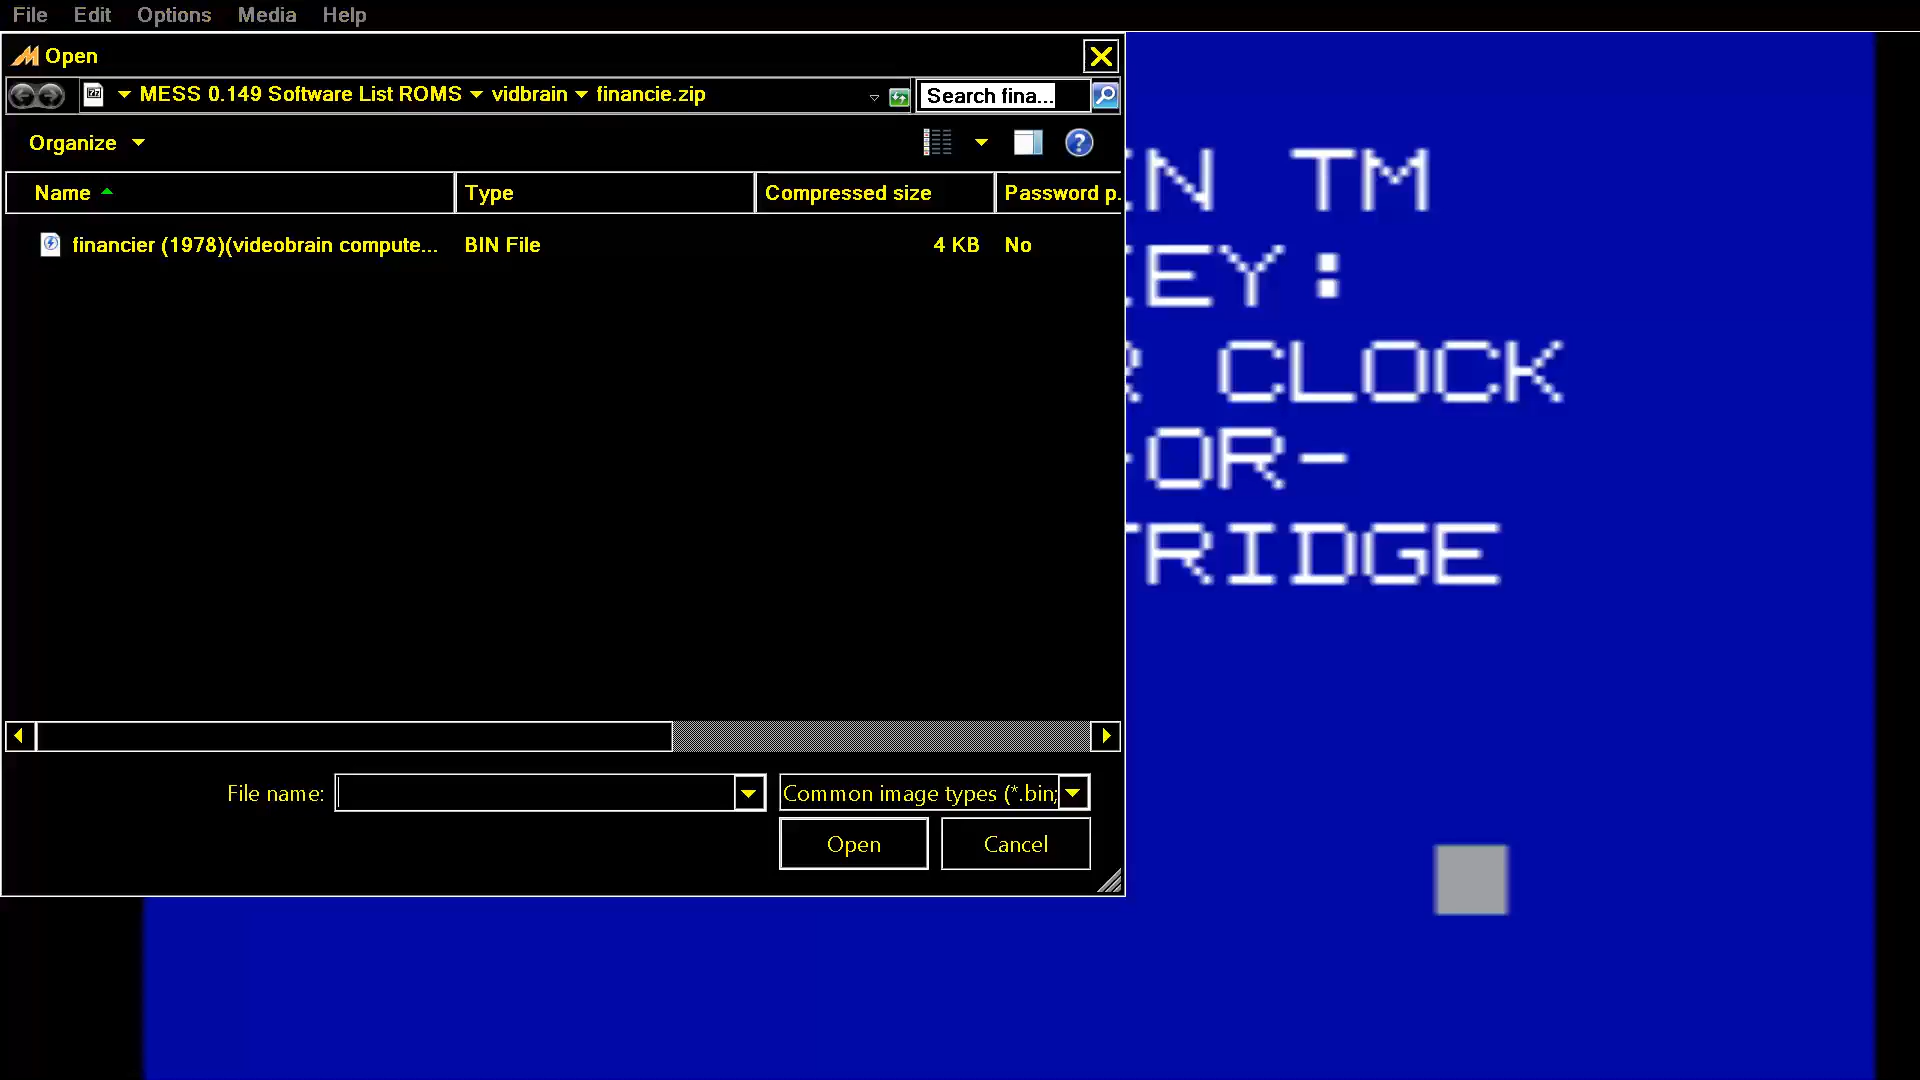 File Edit Options Media Help
Open
MESS 0.149 Software List ROMS vidbrain financie.zip
Search fina...
Organize
Name Type Compressed size Password p.
financier (1978)(videobrain compute... BIN File 4 KB No
File name:
Common image types (*.bin;
Open Cancel
N TM
EY:
R CLOCK
-OR-
TRIDGE